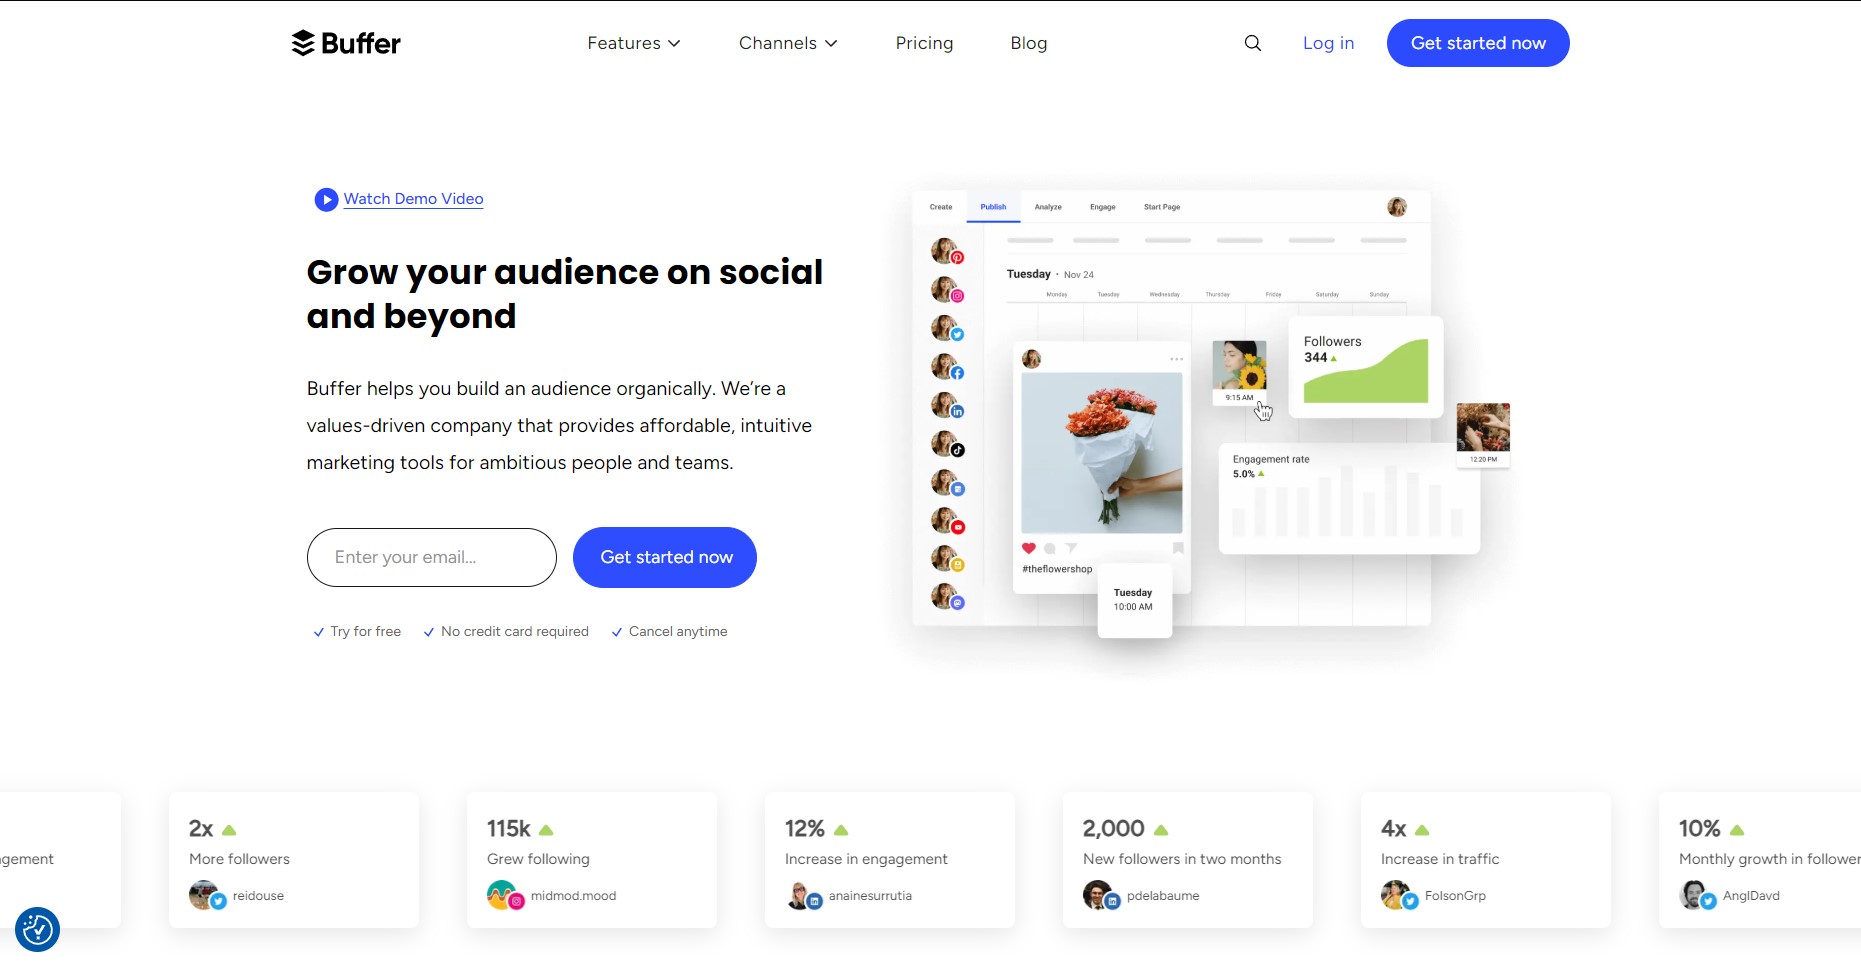 Buffer
Features
Channels
Pricing
Blog
Log in
Get started now
Watch Demo Video
Grow your audience on social
and beyond
Buffer helps you build an audience organically. We’re a
values-driven company that provides affordable, intuitive
marketing tools for ambitious people and teams.
Enter your email...
Get started now
Try for free
No credit card required
Cancel anytime
Create
Publish
Analyze
Engage
Start Page
Tuesday · Nov 24
Monday
Tuesday
Wednesday
Thursday
Friday
Saturday
Sunday
9:15 AM
Followers
344
12:20 PM
Engagement rate
5.0%
#theflowershop
Tuesday
10:00 AM
gement
2x
More followers
reidouse
115k
Grew following
midmod.mood
12%
Increase in engagement
anainesurrutia
2,000
New followers in two months
pdelabaume
4x
Increase in traffic
FolsonGrp
10%
Monthly growth in follower
AnglDavd